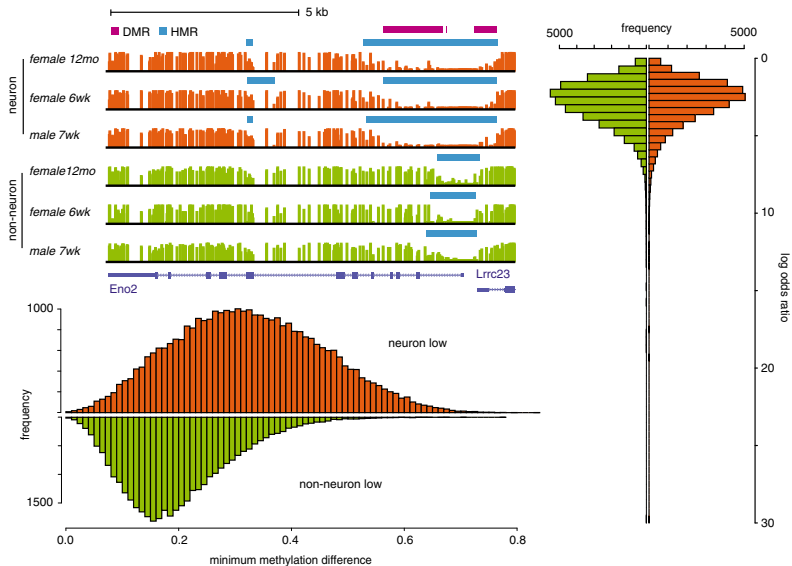 5 kb
DMR HMR
neuron
female 12mo
female 6wk
male 7wk
non-neuron
female12mo
female 6wk
male 7wk
Eno2
Lrrc23
1000
neuron low
frequency
non-neuron low
1500
0.0 0.2 0.4 0.6 0.8
minimum methylation difference
frequency
5000 5000
0
10
20
30
log odds ratio